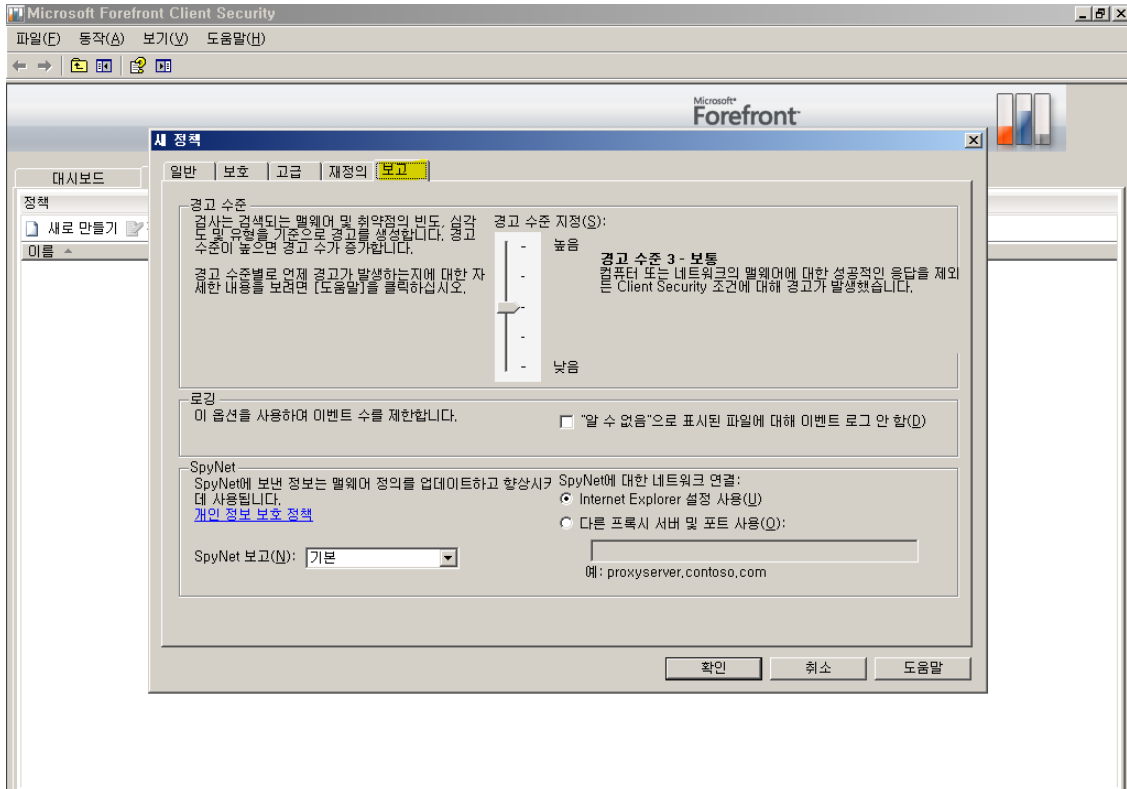 Microsoft Forefront Client Security
파일(F) 동작(A) 보기(V) 도움말(H)
Microsoft
Forefront
새 정책
대시보드
일반 보호 고급 재정의 보고
정책
새로 만들기
이름
경고 수준
검사는 검색되는 맬웨어 및 취약점의 빈도, 심각
도 및 유형을 기준으로 경고를 생성합니다. 경고
수준이 높으면 경고 수가 증가합니다.
경고 수준별로 언제 경고가 발생하는지에 대한 자
세한 내용을 보려면 [도움말]을 클릭하십시오.
경고 수준 지정(S):
높음
낮음
경고 수준 3 - 보통
컴퓨터 또는 네트워크의 맬웨어에 대한 성공적인 응답을 제외
든 Client Security 조건에 대해 경고가 발생했습니다.
로깅
이 옵션을 사용하여 이벤트 수를 제한합니다.
"알 수 없음"으로 표시된 파일에 대해 이벤트 로그 안 함(D)
SpyNet
SpyNet에 보낸 정보는 맬웨어 정의를 업데이트하고 향상시키
데 사용됩니다.
개인 정보 보호 정책
SpyNet 보고(N): 기본
SpyNet에 대한 네트워크 연결:
Internet Explorer 설정 사용(U)
다른 프록시 서버 및 포트 사용(O):
예: proxyserver.contoso.com
확인 취소 도움말